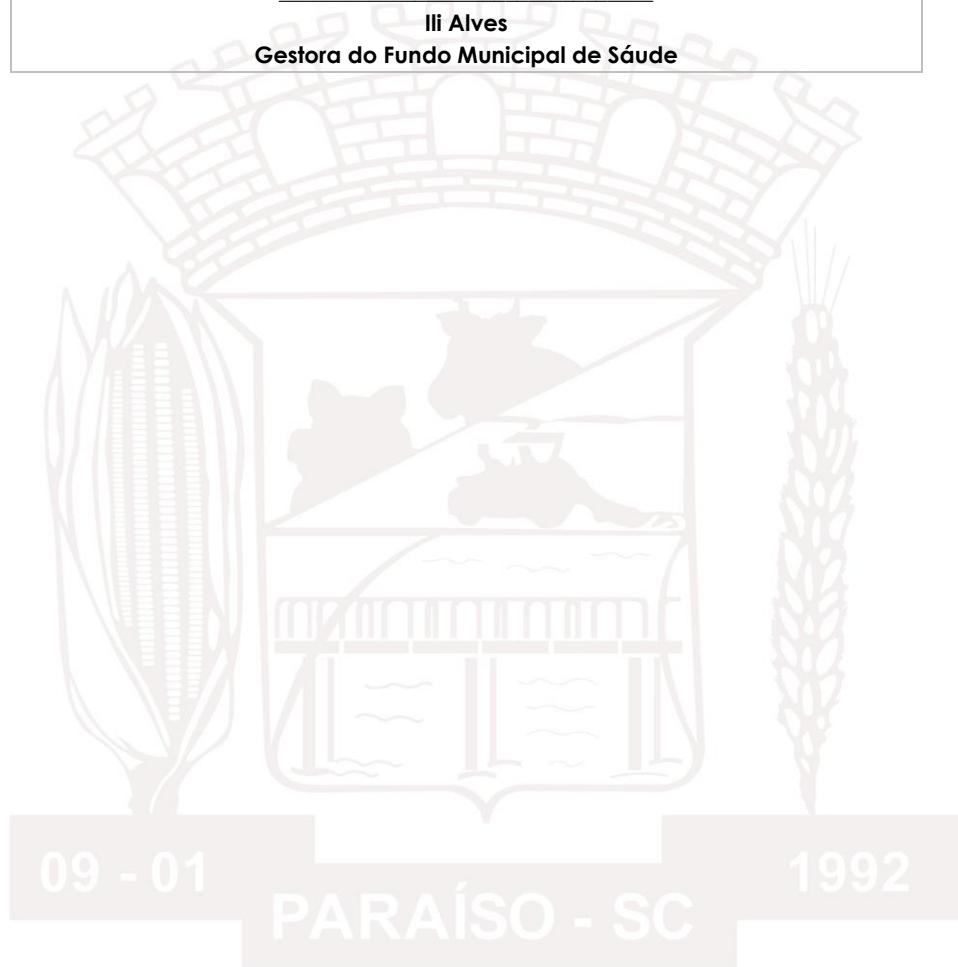 Ili Alves
Gestora do Fundo Municipal de Sáude
09 - 01
1992
PARAÍSO - SC